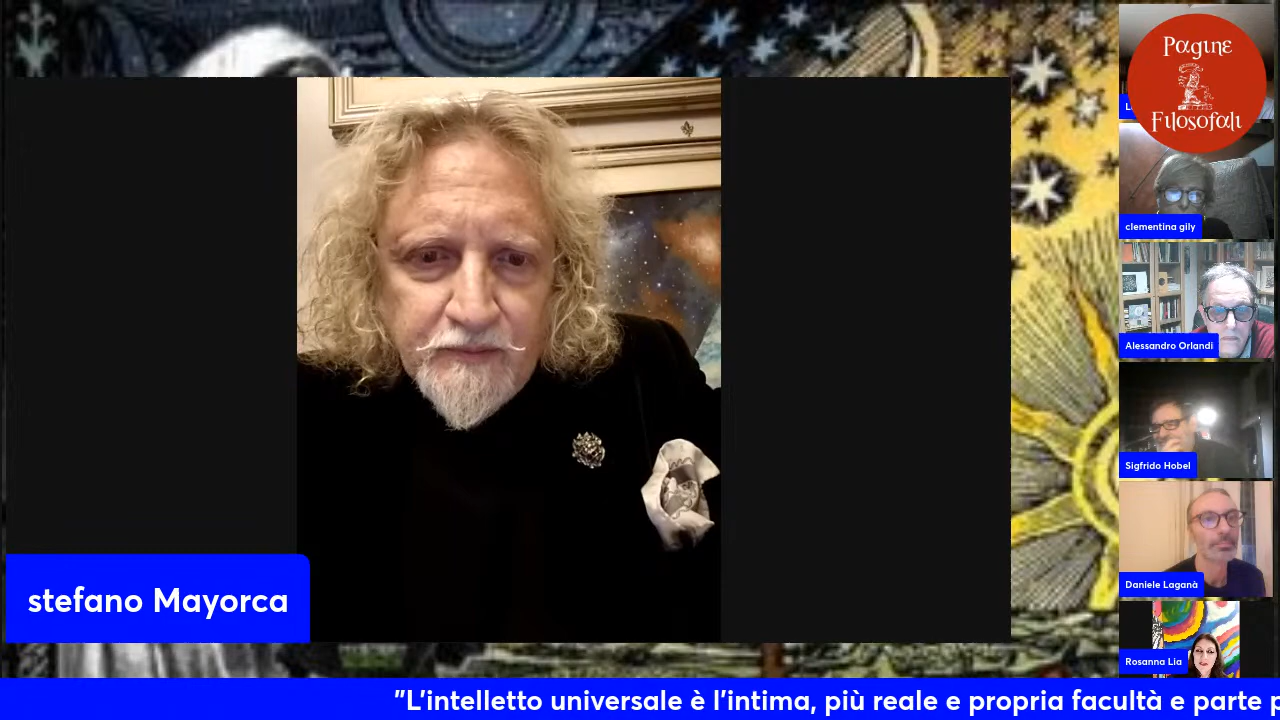 Pagine
Filosofali
clementina gily
Alessandro Orlandi
Sigfrido Hobel
Daniele Laganà
Rosanna Lia
stefano Mayorca
"L'intelletto universale è l'intima, più reale e propria facultà e parte